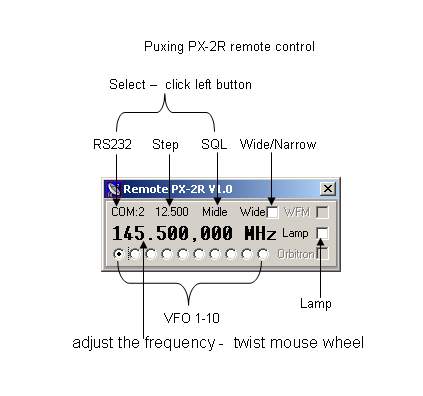 Puxing PX-2R remote control
Select – click left button
RS232 Step SQL Wide/Narrow
Remote PX-2R V1.0
COM:2 12.500 Midle Wide WFM
145.500,000 MHz Lamp
Orbitron
Lamp
VFO 1-10
adjust the frequency - twist mouse wheel